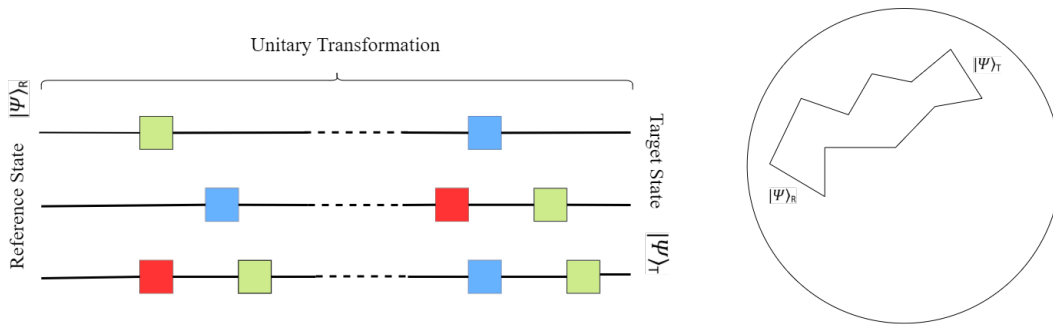 Unitary Transformation
|Ψ⟩R
Reference State
Target State
|Ψ⟩T
|Ψ⟩T
|Ψ⟩R